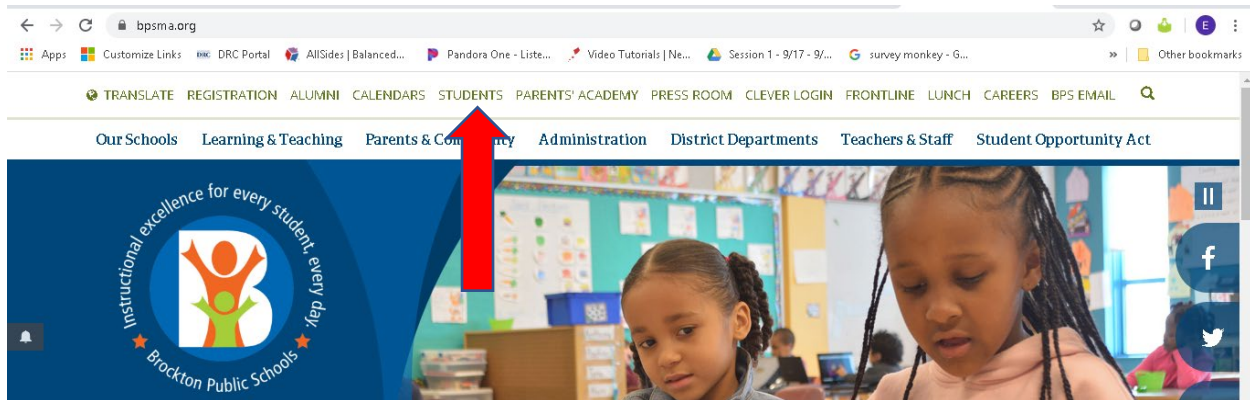 bpsma.org
E
Apps Customize Links DRC DRC Portal AllSides | Balanced... Pandora One - Liste... Video Tutorials | Ne... Session 1 - 9/17 - 9/... G survey monkey - G... » Other bookmarks
TRANSLATE REGISTRATION ALUMNI CALENDARS STUDENTS PARENTS' ACADEMY PRESS ROOM CLEVER LOGIN FRONTLINE LUNCH CAREERS BPS EMAIL
Our Schools Learning & Teaching Parents & Administration District Departments Teachers & Staff Student Opportunity Act
Instructional excellence for every student, every day.
B
Brockton Public Schools